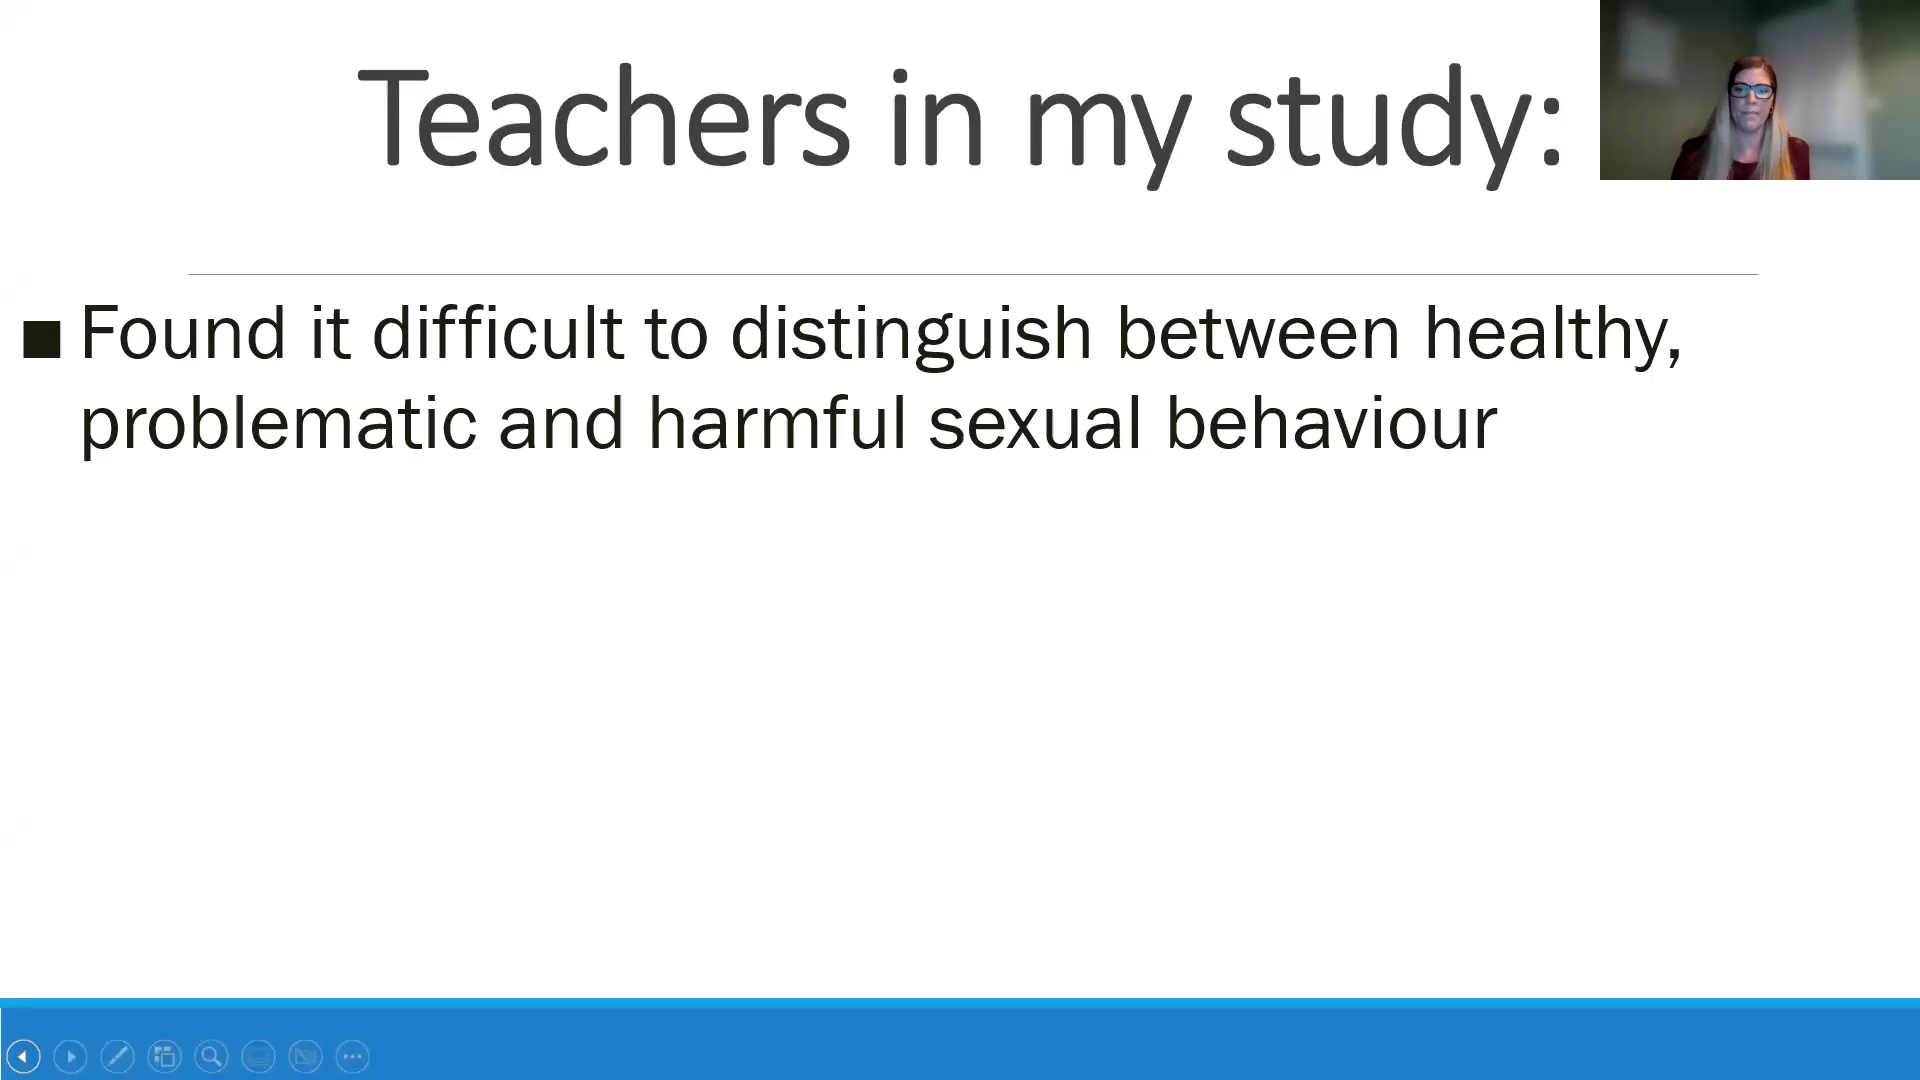 Teachers in my study:
■ Found it difficult to distinguish between healthy,
problematic and harmful sexual behaviour